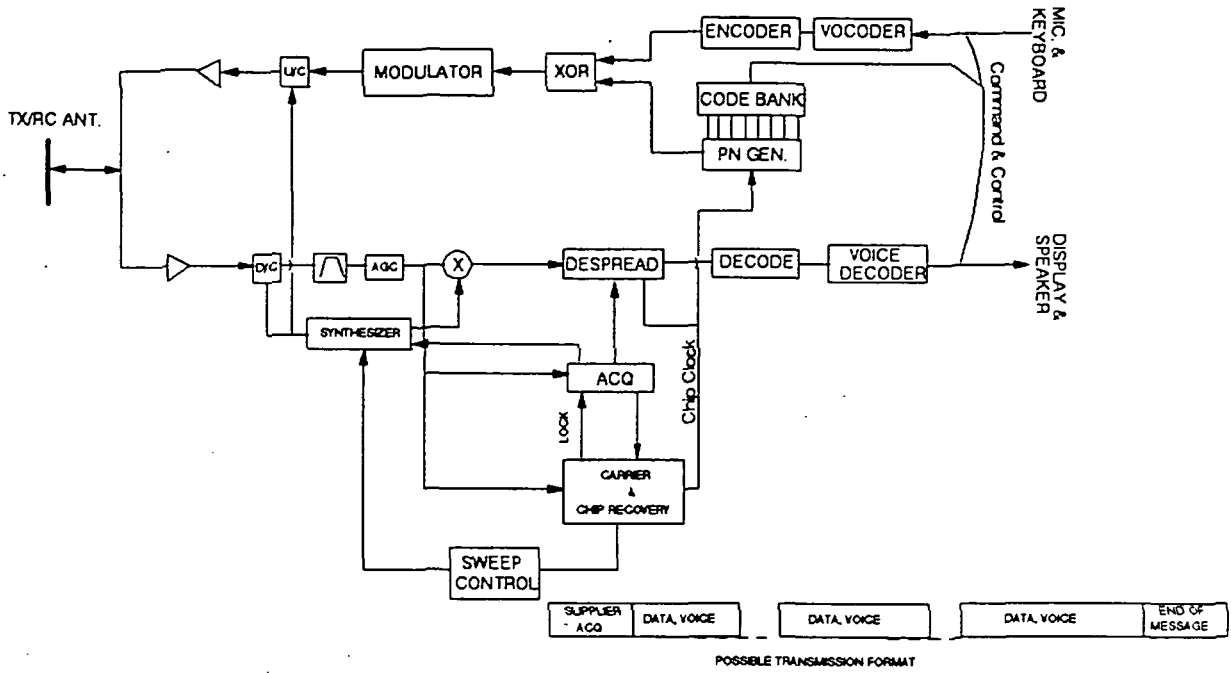 MIC. &
KEYBOARD
ENCODER
VOCODER
U/C
MODULATOR
XOR
CODE BANK
Command & Control
TX/RC ANT.
PN GEN.
D/C
AGC
X
DESPREAD
DECODE
VOICE
DECODER
DISPLAY &
SPEAKER
SYNTHESIZER
ACQ
Chip Clock
LOCK
CARRIER
&
CHIP RECOVERY
SWEEP
CONTROL
SUPPLIER
ACQ
DATA, VOICE
DATA, VOICE
DATA, VOICE
END OF
MESSAGE
POSSIBLE TRANSMISSION FORMAT